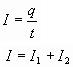 I = q/t
I = I₁ + I₂